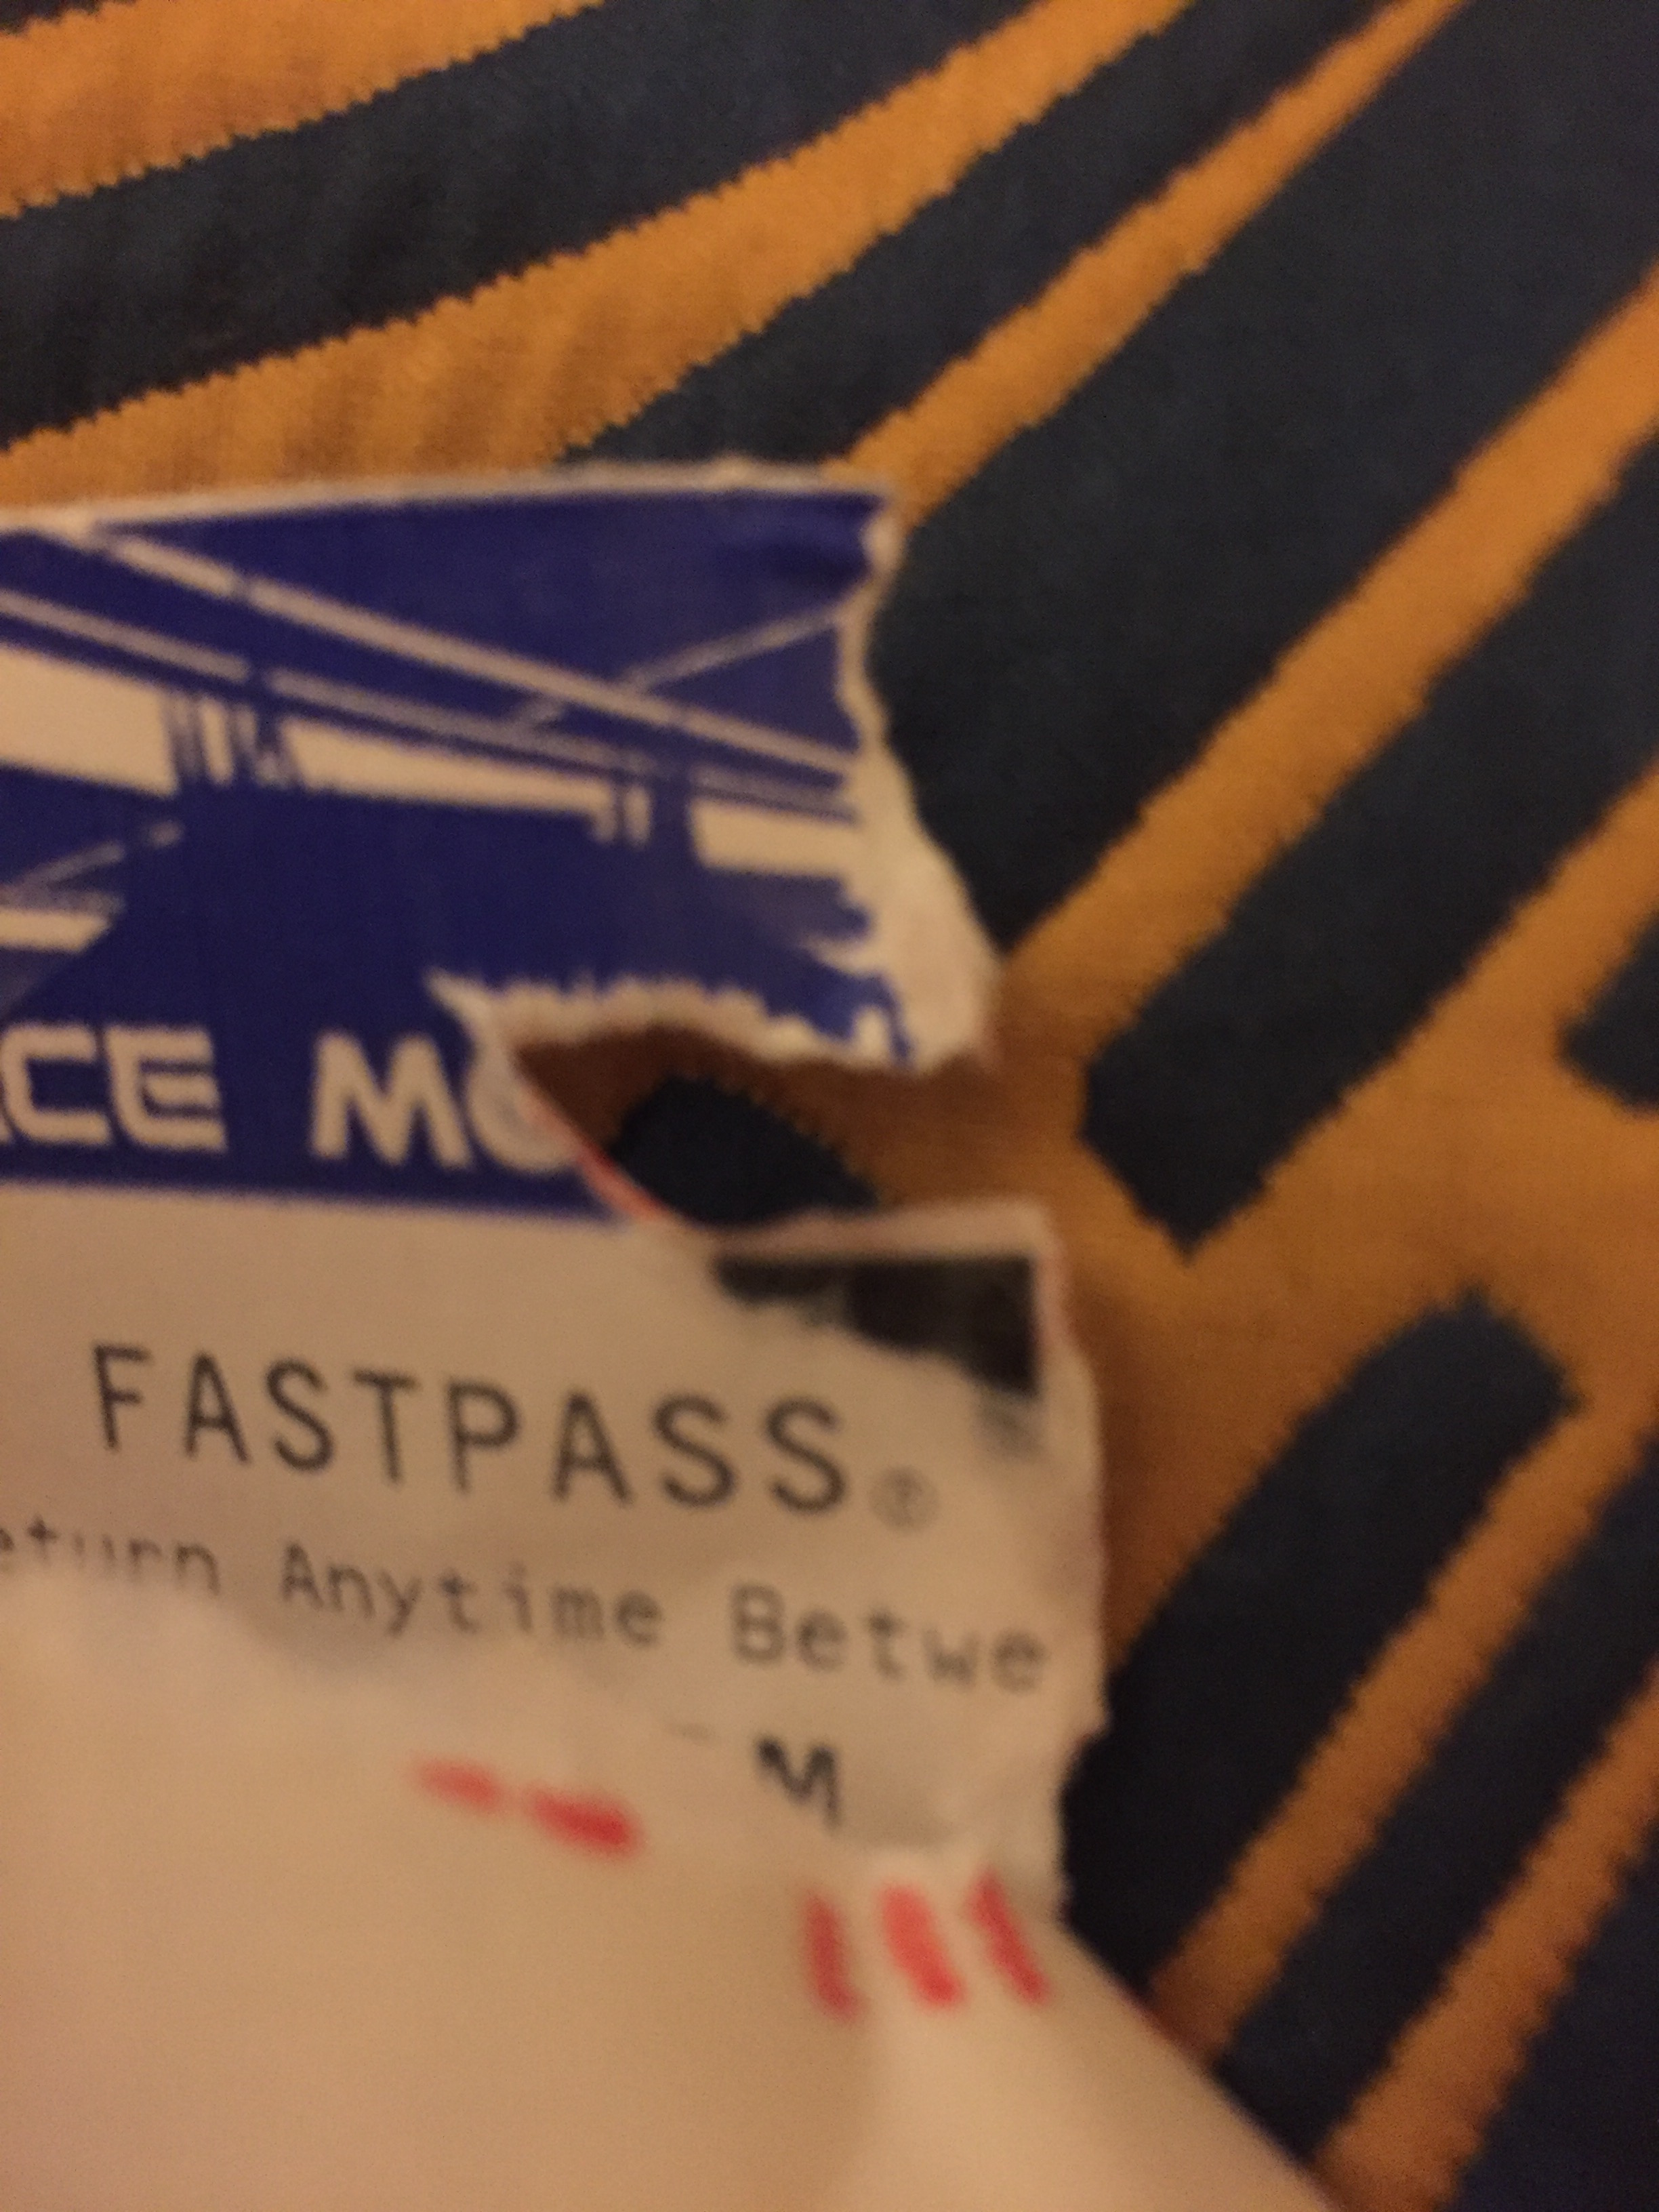 ACE MO
FASTPASS®
eturn Anytime Betwe
M